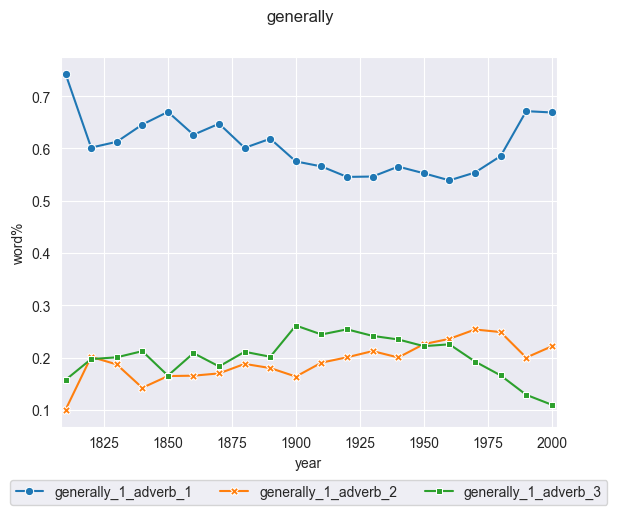 generally
0.7
0.6
0.5
0.4
0.3
0.2
0.1
word%
1825 1850 1875 1900 1925 1950 1975 2000
year
generally_1_adverb_1 generally_1_adverb_2 generally_1_adverb_3